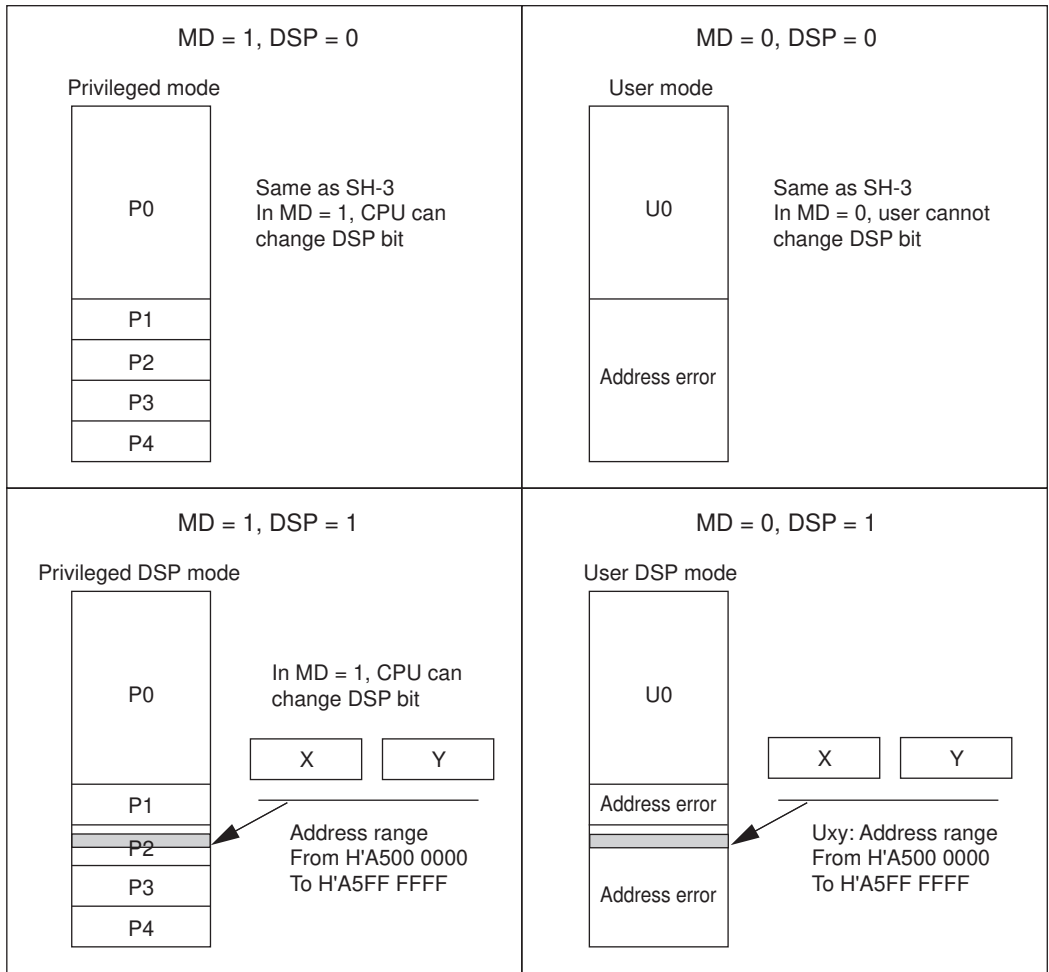 MD = 1, DSP = 0
Privileged mode
P0
Same as SH-3
In MD = 1, CPU can
change DSP bit
P1
P2
P3
P4
MD = 0, DSP = 0
User mode
U0
Same as SH-3
In MD = 0, user cannot
change DSP bit
Address error
MD = 1, DSP = 1
Privileged DSP mode
P0
In MD = 1, CPU can
change DSP bit
X
Y
P1
P2
P3
P4
Address range
From H'A500 0000
To H'A5FF FFFF
MD = 0, DSP = 1
User DSP mode
U0
X
Y
Address error
Uxy: Address range
From H'A500 0000
To H'A5FF FFFF
Address error